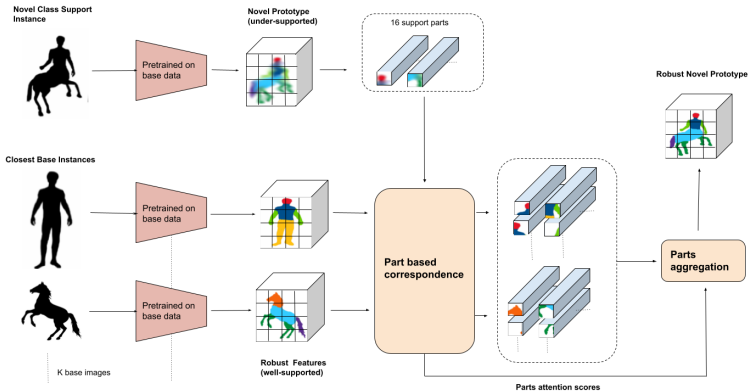 Novel Class Support
Instance
Pretrained on
base data
Novel Prototype
(under-supported)
16 support parts
Robust Novel Prototype
Closest Base Instances
Pretrained on
base data
Part based
correspondence
Parts
aggregation
Pretrained on
base data
Robust Features
(well-supported)
K base images
Parts attention scores